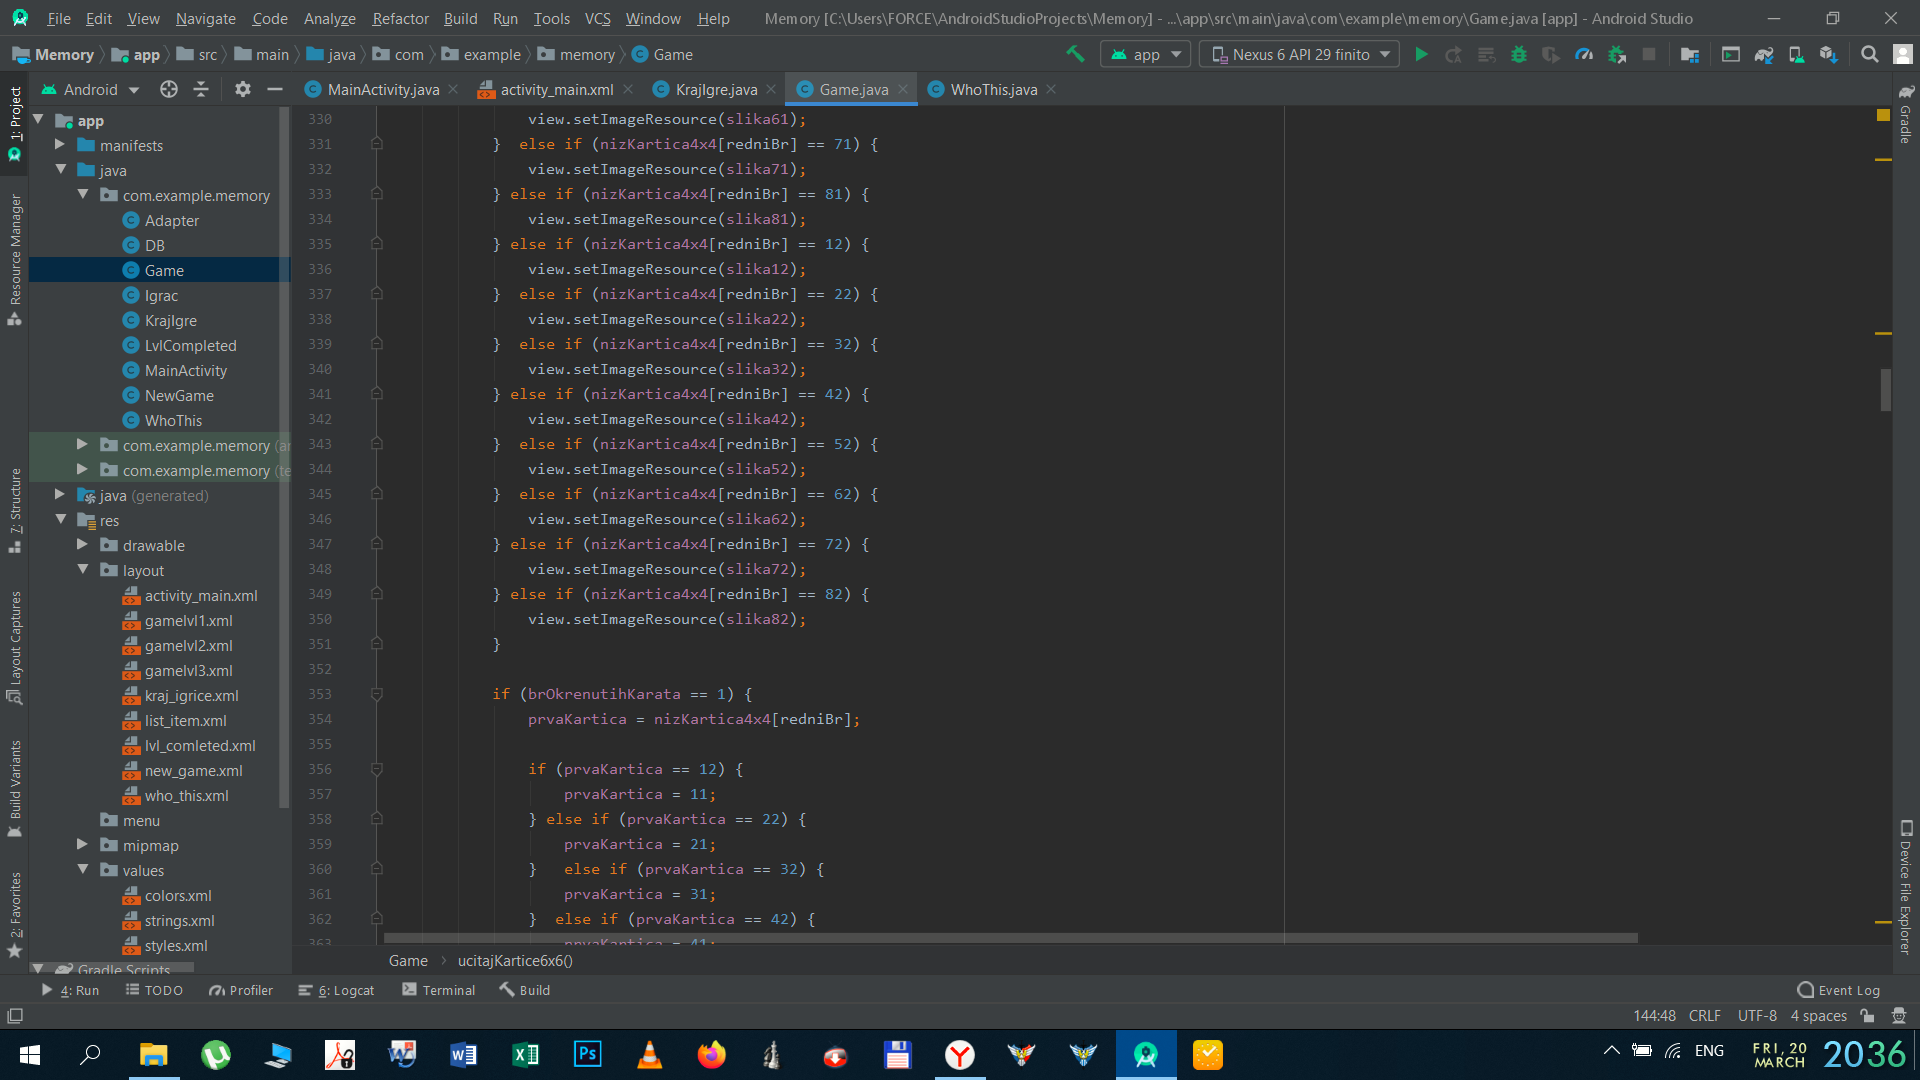 File Edit View Navigate Code Analyze Refactor Build Run Tools VCS Window Help Memory [C:\Users\FORCE\AndroidStudioProjects\Memory] - ...\app\src\main\java\com\example\memory\Game.java [app] - Android Studio
Memory app src main java com example memory Game app Nexus 6 API 29 finito
Android MainActivity.java activity_main.xml KrajIgre.java Game.java WhoThis.java
1: Project
Resource Manager
7: Structure
Layout Captures
Build Variants
2: Favorites
app
manifests
java
com.example.memory
Adapter
DB
Game
Igrac
KrajIgre
LvlCompleted
MainActivity
NewGame
WhoThis
com.example.memory (a
com.example.memory (te
java (generated)
res
drawable
layout
activity_main.xml
gamelvl1.xml
gamelvl2.xml
gamelvl3.xml
kraj_igrice.xml
list_item.xml
lvl_comleted.xml
new_game.xml
who_this.xml
menu
mipmap
values
colors.xml
strings.xml
styles.xml
Gradle Scripts
330 view.setImageResource(slika61);
331 } else if (nizKartica4x4[redniBr] == 71) {
332 view.setImageResource(slika71);
333 } else if (nizKartica4x4[redniBr] == 81) {
334 view.setImageResource(slika81);
335 } else if (nizKartica4x4[redniBr] == 12) {
336 view.setImageResource(slika12);
337 } else if (nizKartica4x4[redniBr] == 22) {
338 view.setImageResource(slika22);
339 } else if (nizKartica4x4[redniBr] == 32) {
340 view.setImageResource(slika32);
341 } else if (nizKartica4x4[redniBr] == 42) {
342 view.setImageResource(slika42);
343 } else if (nizKartica4x4[redniBr] == 52) {
344 view.setImageResource(slika52);
345 } else if (nizKartica4x4[redniBr] == 62) {
346 view.setImageResource(slika62);
347 } else if (nizKartica4x4[redniBr] == 72) {
348 view.setImageResource(slika72);
349 } else if (nizKartica4x4[redniBr] == 82) {
350 view.setImageResource(slika82);
351 }
352
353 if (brOkrenutihKarata == 1) {
354 prvaKartica = nizKartica4x4[redniBr];
355
356 if (prvaKartica == 12) {
357 prvaKartica = 11;
358 } else if (prvaKartica == 22) {
359 prvaKartica = 21;
360 } else if (prvaKartica == 32) {
361 prvaKartica = 31;
362 } else if (prvaKartica == 42) {
363 prvaKartica = 41;
Gradle
Device File Explorer
Game ucitajKartice6x6()
4: Run TODO Profiler 6: Logcat Terminal Build Event Log
144:48 CRLF UTF-8 4 spaces
ENG FRI, 20 MARCH 2036